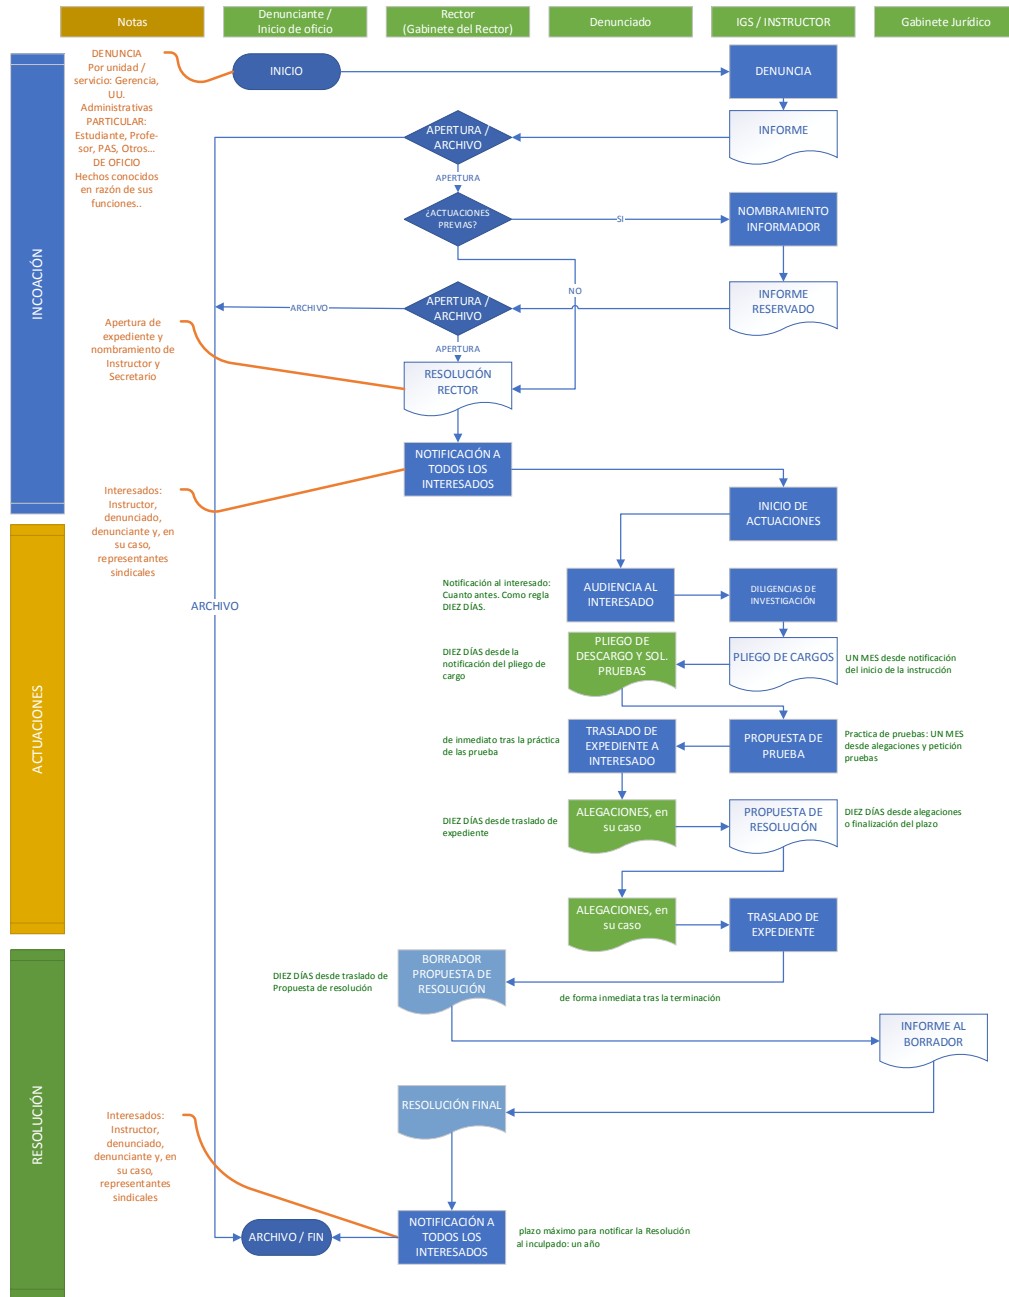 Notas
Denunciante /
Inicio de oficio
Rector
(Gabinete del Rector)
Denunciado
IGS / INSTRUCTOR
Gabinete Jurídico
INCOACIÓN
DENUNCIA
Por unidad /
servicio: Gerencia,
UU.
Administrativas
PARTICULAR:
Estudiante, Profe-
sor, PAS, Otros...
DE OFICIO
Hechos conocidos
en razón de sus
funciones..
INICIO
DENUNCIA
INFORME
APERTURA /
ARCHIVO
APERTURA
¿ACTUACIONES
PREVIAS?
SI
NOMBRAMIENTO
INFORMADOR
NO
INFORME
RESERVADO
APERTURA /
ARCHIVO
ARCHIVO
APERTURA
Apertura de
expediente y
nombramiento de
Instructor y
Secretario
RESOLUCIÓN
RECTOR
NOTIFICACIÓN A
TODOS LOS
INTERESADOS
Interesados:
Instructor,
denunciado,
denunciante y, en
su caso,
representantes
sindicales
INICIO DE
ACTUACIONES
ACTUACIONES
ARCHIVO
Notificación al interesado:
Cuanto antes. Como regla
DIEZ DÍAS.
AUDIENCIA AL
INTERESADO
DILIGENCIAS DE
INVESTIGACIÓN
DIEZ DÍAS desde la
notificación del pliego de
cargo
PLIEGO DE
DESCARGO Y SOL.
PRUEBAS
PLIEGO DE CARGOS
UN MES desde notificación
del inicio de la instrucción
de inmediato tras la práctica
de las prueba
TRASLADO DE
EXPEDIENTE A
INTERESADO
PROPUESTA DE
PRUEBA
Practica de pruebas: UN MES
desde alegaciones y petición
pruebas
DIEZ DÍAS desde traslado de
expediente
ALEGACIONES, en
su caso
PROPUESTA DE
RESOLUCIÓN
DIEZ DÍAS desde alegaciones
o finalización del plazo
ALEGACIONES, en
su caso
TRASLADO DE
EXPEDIENTE
RESOLUCIÓN
DIEZ DÍAS desde traslado de
Propuesta de resolución
BORRADOR
PROPUESTA DE
RESOLUCIÓN
de forma inmediata tras la terminación
INFORME AL
BORRADOR
RESOLUCIÓN FINAL
Interesados:
Instructor,
denunciado,
denunciante y, en
su caso,
representantes
sindicales
ARCHIVO / FIN
NOTIFICACIÓN A
TODOS LOS
INTERESADOS
plazo máximo para notificar la Resolución
al inculpado: un año